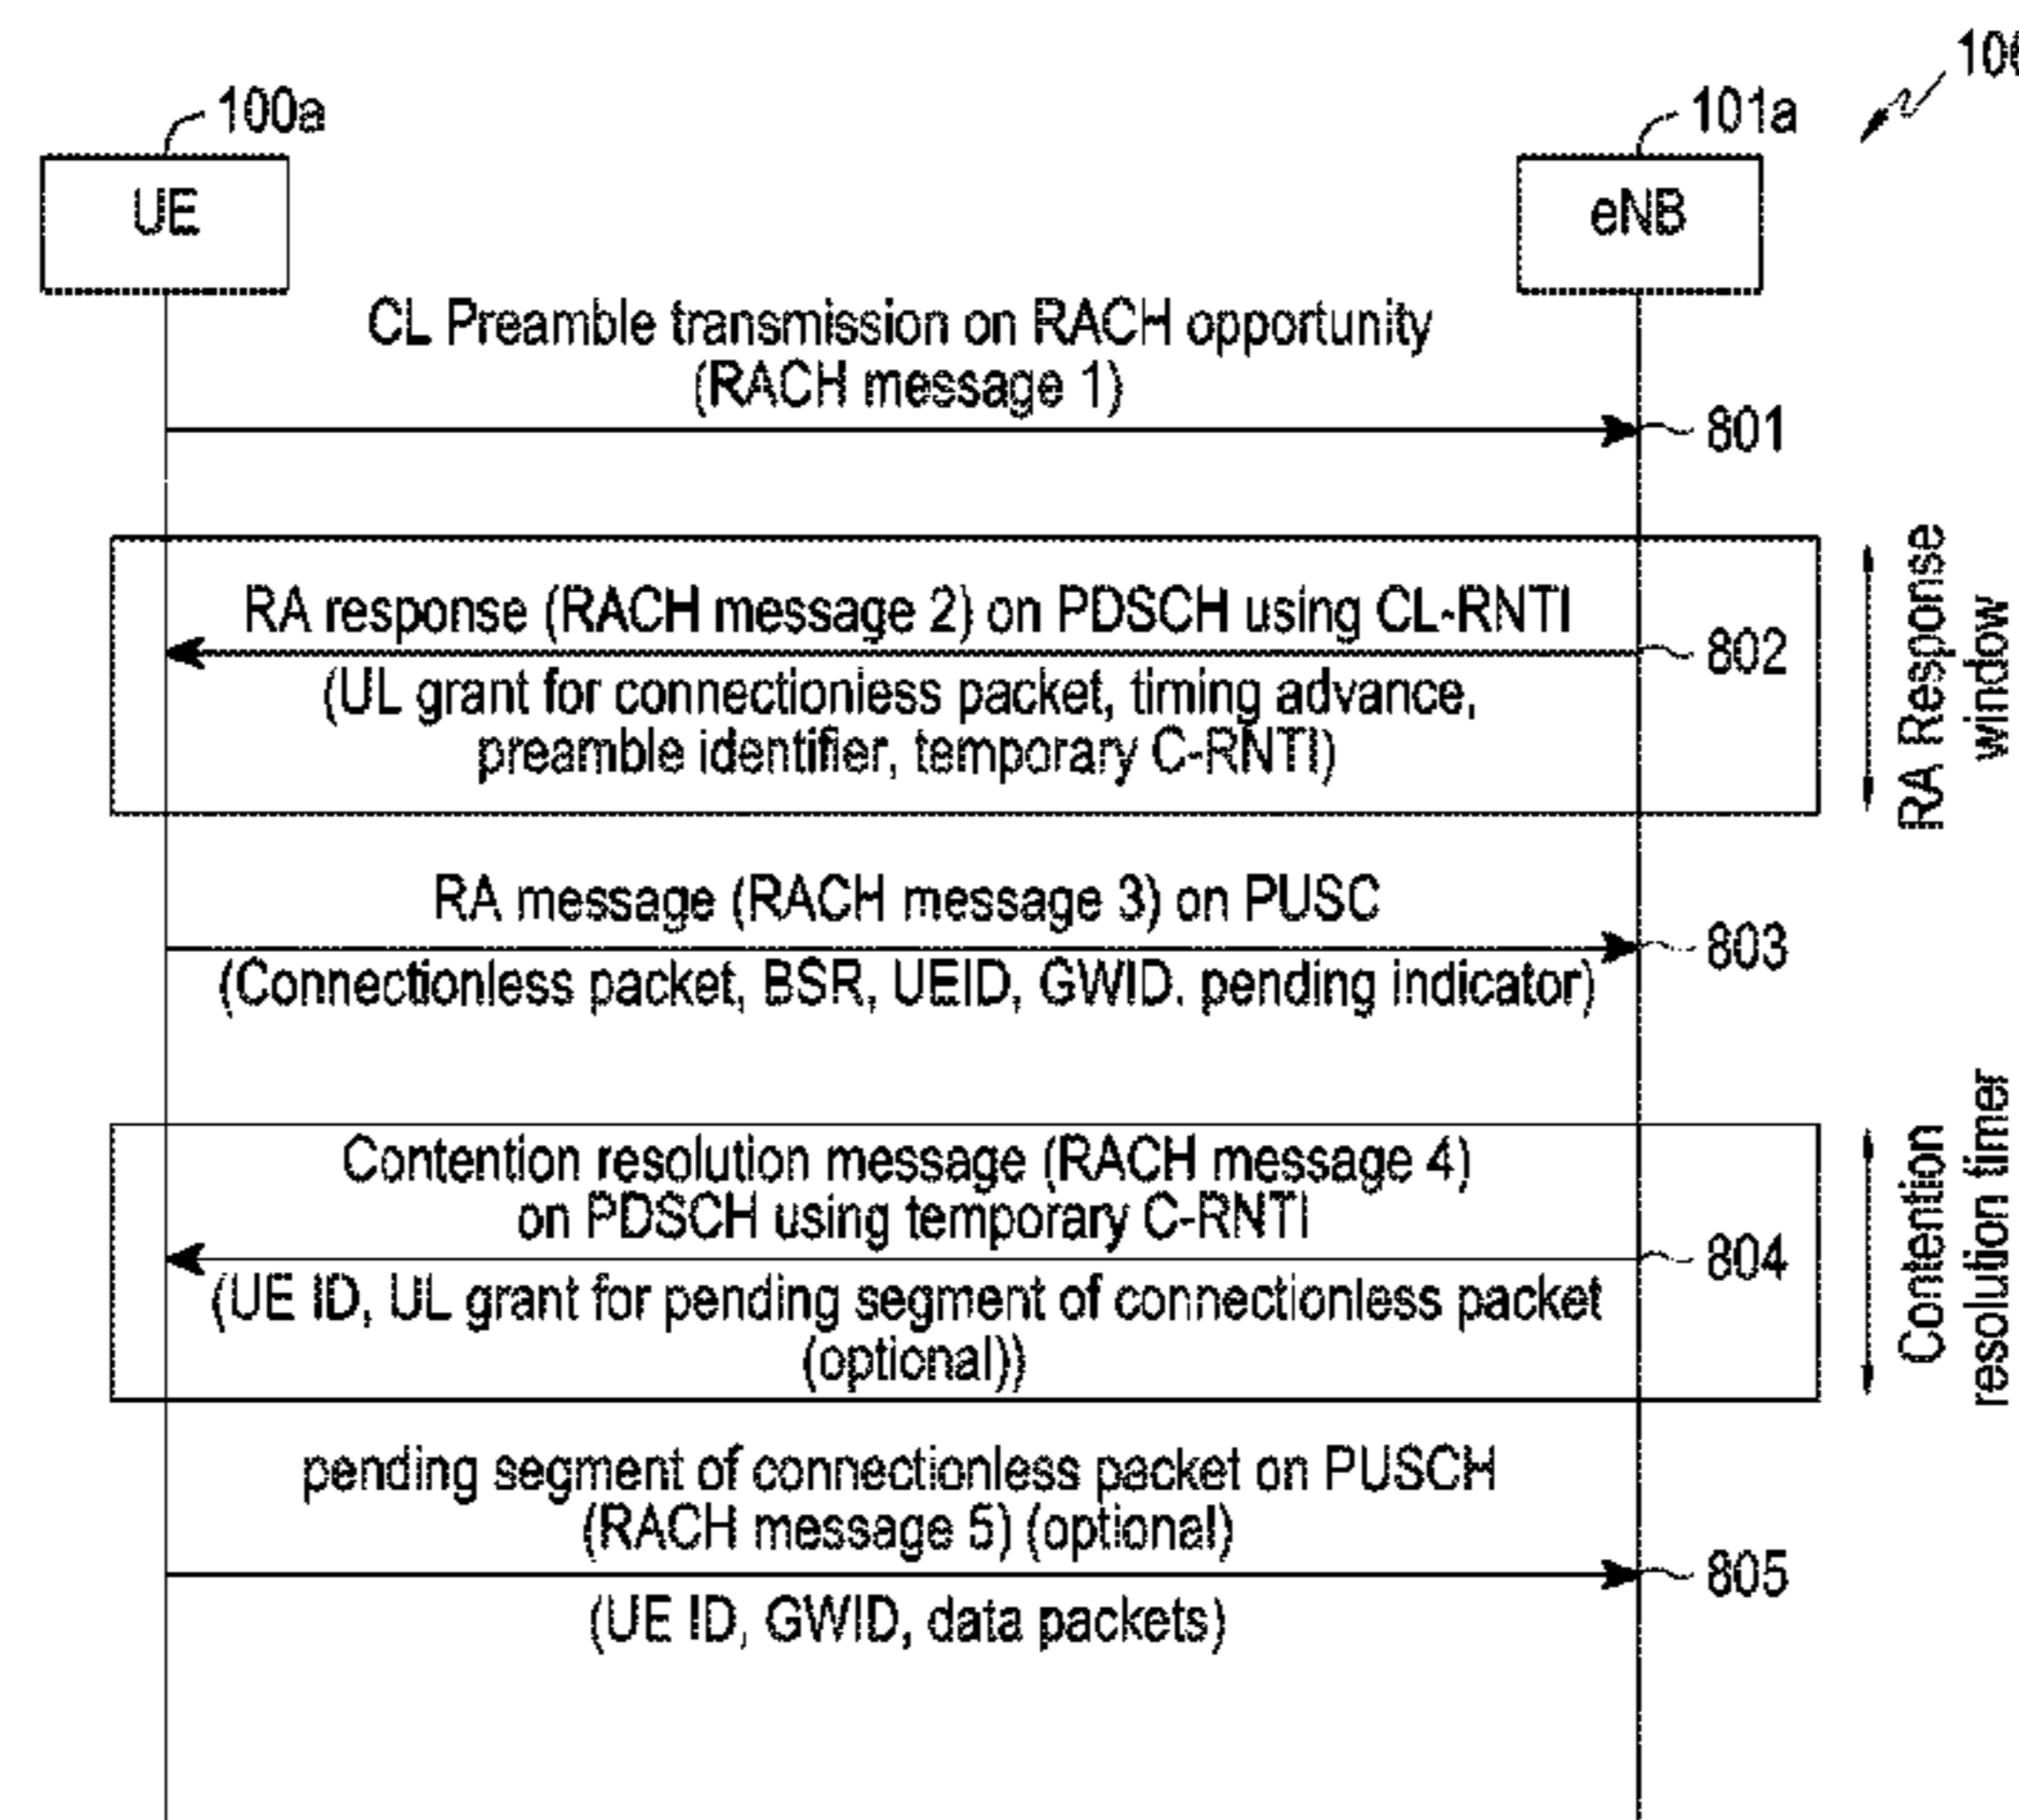 100a
101a
UE
eNB
CL Preamble transmission on RACH opportunity
(RACH message 1)
801
RA response (RACH message 2) on PDSCH using CL-RNTI
802
(UL grant for connectionless packet, timing advance,
preamble identifier, temporary C-RNTI)
RA Response
window
RA message (RACH message 3) on PUSC
803
(Connectionless packet, BSR, UEID, GWID. pending indicator)
Contention resolution message (RACH message 4)
on PDSCH using temporary C-RNTI
804
(UE ID, UL grant for pending segment of connectionless packet
(optional))
Contention
resolution timer
pending segment of connectionless packet on PUSCH
(RACH message 5) (optional)
805
(UE ID, GWID, data packets)